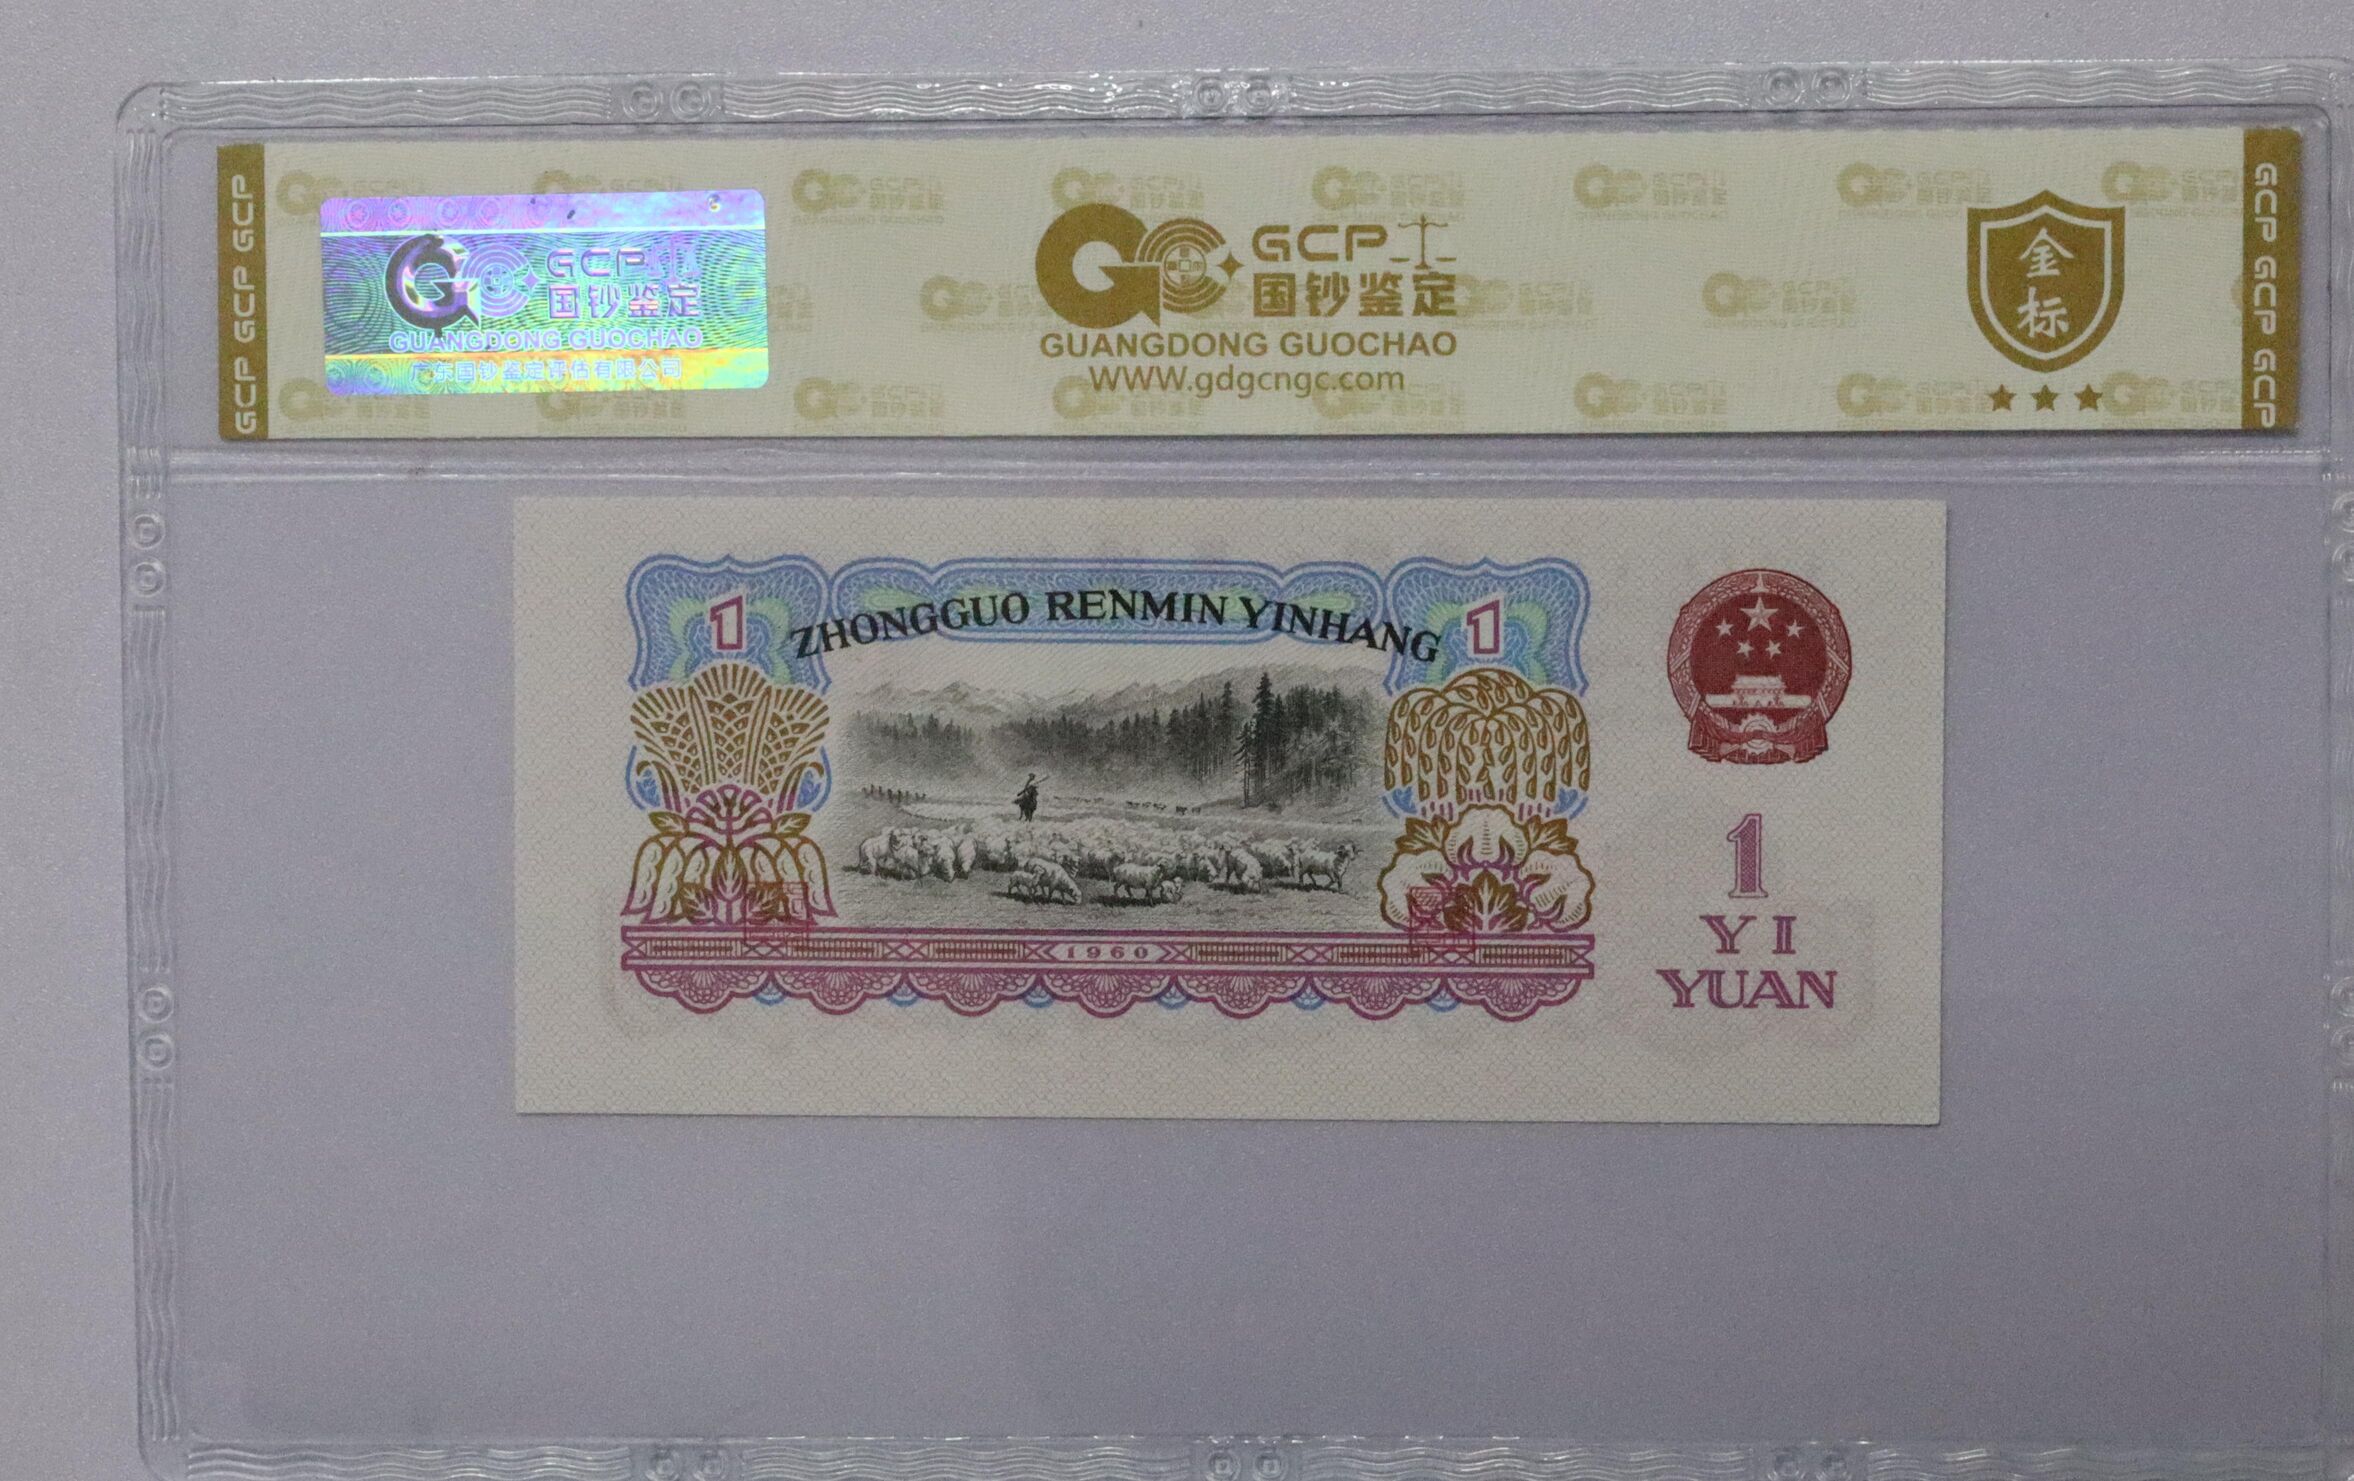 GCP GCP GCP
GCP
国钞鉴定
GUANGDONG GUOCHAO
广东国钞鉴定评估有限公司
GCP
国钞鉴定
GUANGDONG GUOCHAO
WWW.gdgcngc.com
金
标
GCP GCP GCP
1
ZHONGGUO RENMIN YINHANG
1
1960
1
YI
YUAN